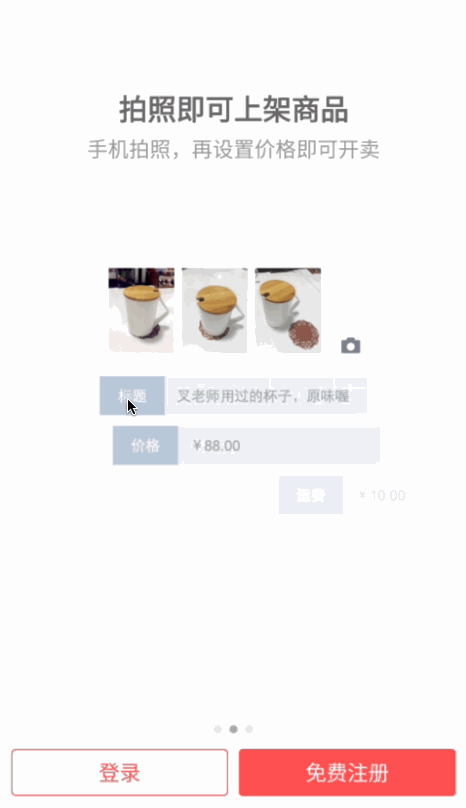 拍照即可上架商品
手机拍照，再设置价格即可开卖
标题 叉老师用过的杯子，原味喔
价格 ￥88.00
运费 ￥10.00
登录 免费注册